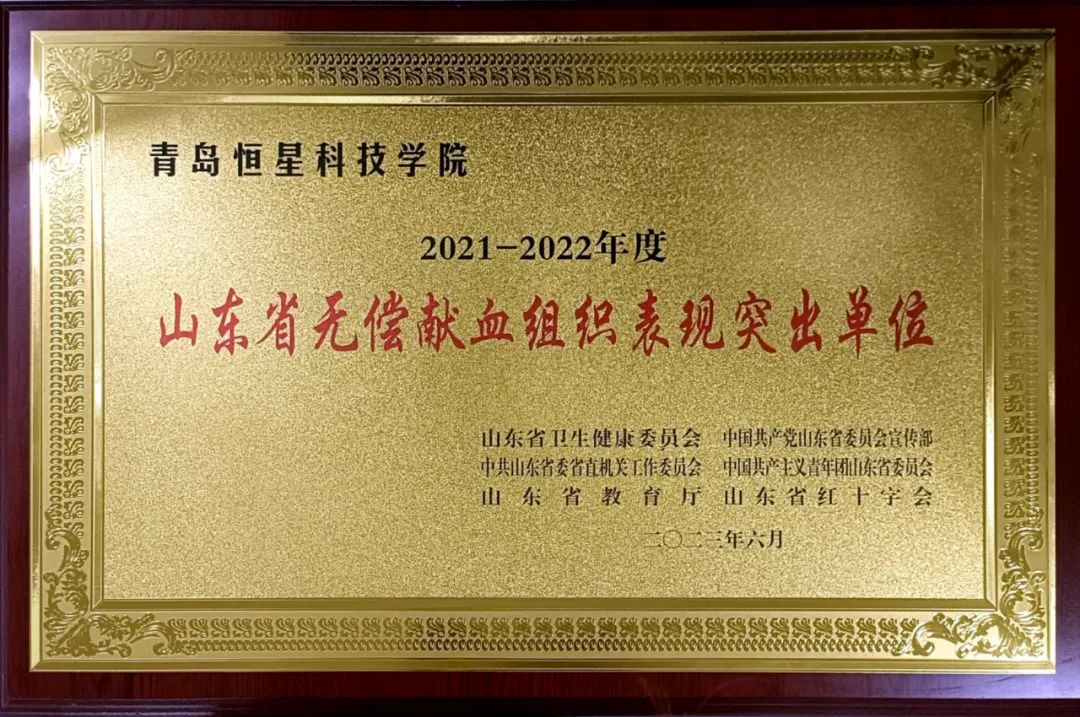 青岛恒星科技学院
2021-2022年度
山东省无偿献血组织表现突出单位
山东省卫生健康委员会 中国共产党山东省委员会宣传部
中共山东省委省直机关工作委员会 中国共产主义青年团山东省委员会
山东省教育厅 山东省红十字会
二〇二三年六月